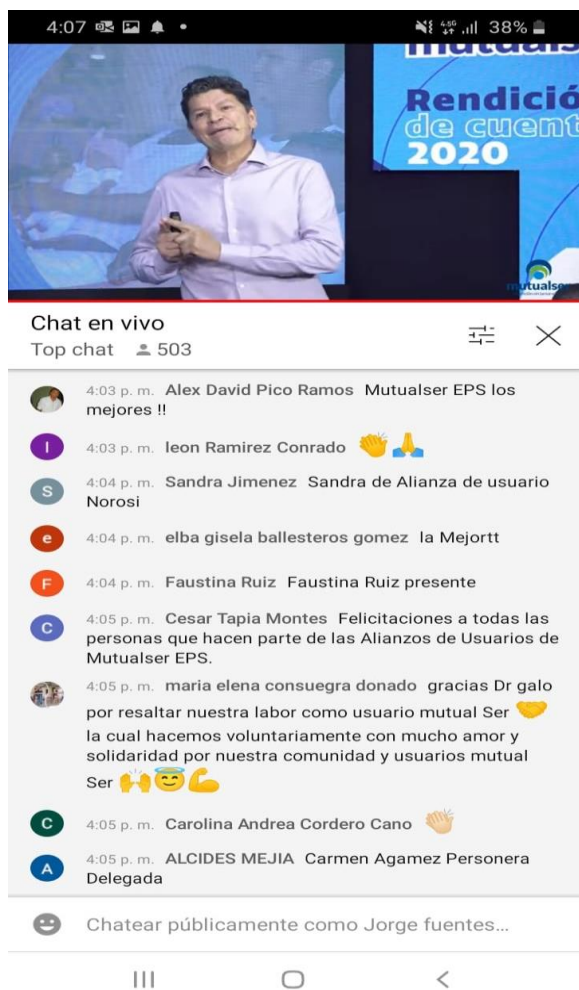 4:07
38%
mutuals
Rendició
de cuent
2020
mutualser
Chat en vivo
Top chat 503
4:03 p. m. Alex David Pico Ramos Mutualser EPS los
mejores !!
l 4:03 p. m. leon Ramirez Conrado 👏🙏
S 4:04 p. m. Sandra Jimenez Sandra de Alianza de usuario
Norosi
e 4:04 p. m. elba gisela ballesteros gomez la Mejortt
F 4:04 p. m. Faustina Ruiz Faustina Ruiz presente
C 4:05 p. m. Cesar Tapia Montes Felicitaciones a todas las
personas que hacen parte de las Alianzos de Usuarios de
Mutualser EPS.
4:05 p. m. maria elena consuegra donado gracias Dr galo
por resaltar nuestra labor como usuario mutual Ser 🤝
la cual hacemos voluntariamente con mucho amor y
solidaridad por nuestra comunidad y usuarios mutual
Ser 🙌😇💪
C 4:05 p. m. Carolina Andrea Cordero Cano 👏🏻
A 4:05 p. m. ALCIDES MEJIA Carmen Agamez Personera
Delegada
Chatear públicamente como Jorge fuentes...